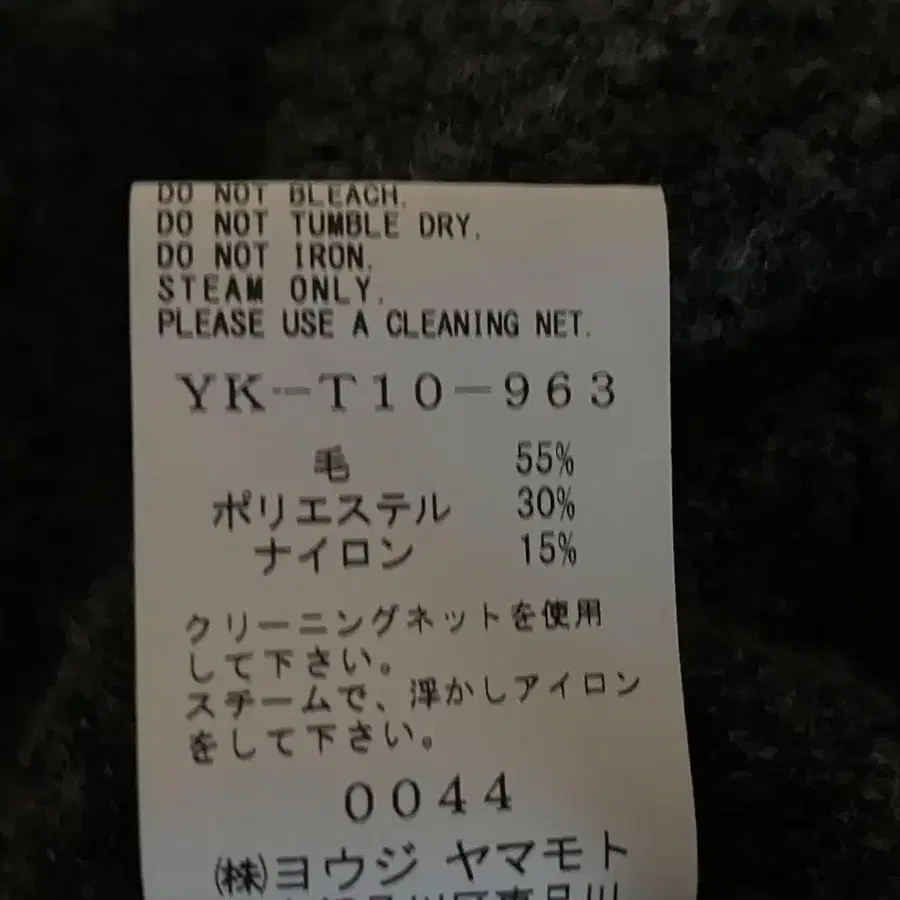 DO NOT BLEACH.
DO NOT TUMBLE DRY.
DO NOT IRON.
STEAM ONLY.
PLEASE USE A CLEANING NET.
YK-T10-963
毛 55%
ポリエステル 30%
ナイロン 15%
クリーニングネットを使用
して下さい。
スチームで、浮かしアイロン
をして下さい。
0044
㈱ヨウジ ヤマモト